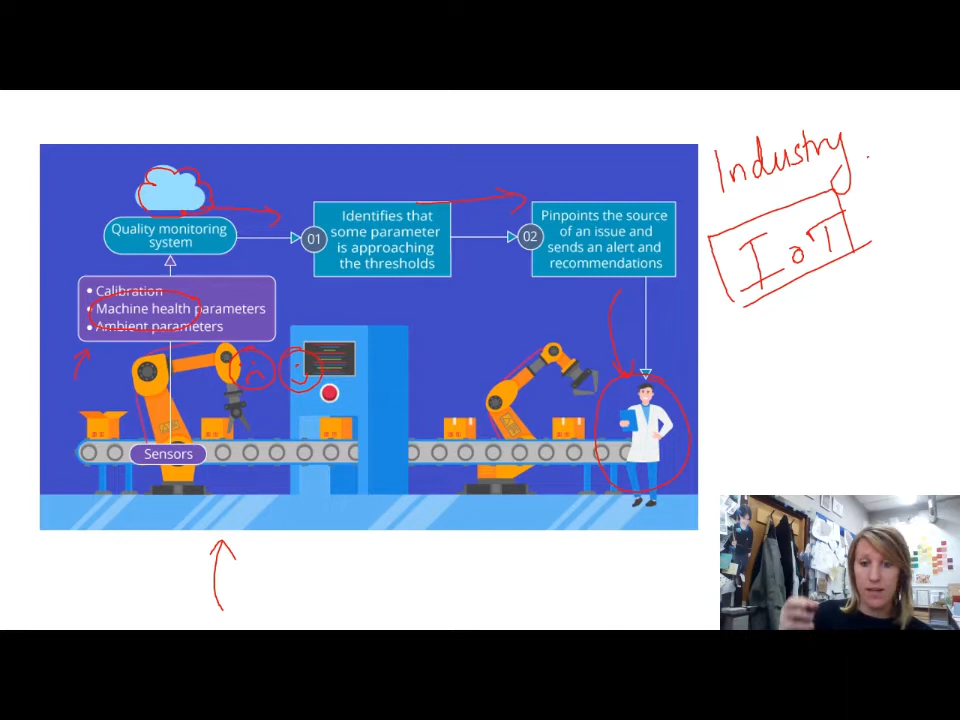 Quality monitoring
system
01
Identifies that
some parameter
is approaching
the thresholds
02
Pinpoints the source
of an issue and
sends an alert and
recommendations
• Calibration
• Machine health parameters
• Ambient parameters
Sensors
Industry
IoT